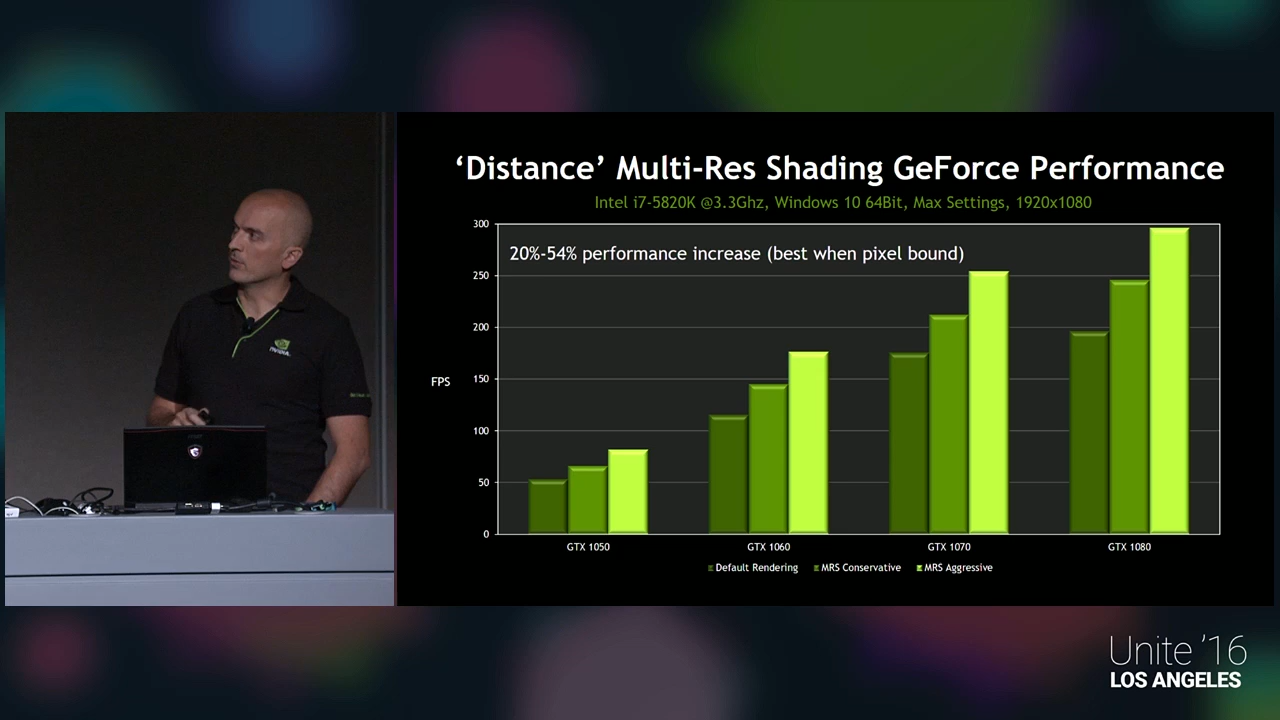 ‘Distance’ Multi-Res Shading GeForce Performance
Intel i7-5820K @3.3Ghz, Windows 10 64Bit, Max Settings, 1920x1080
300
20%-54% performance increase (best when pixel bound)
250
200
150
FPS
100
50
0
GTX 1050 GTX 1060 GTX 1070 GTX 1080
Default Rendering MRS Conservative MRS Aggressive
NVIDIA
Unite ’16
LOS ANGELES